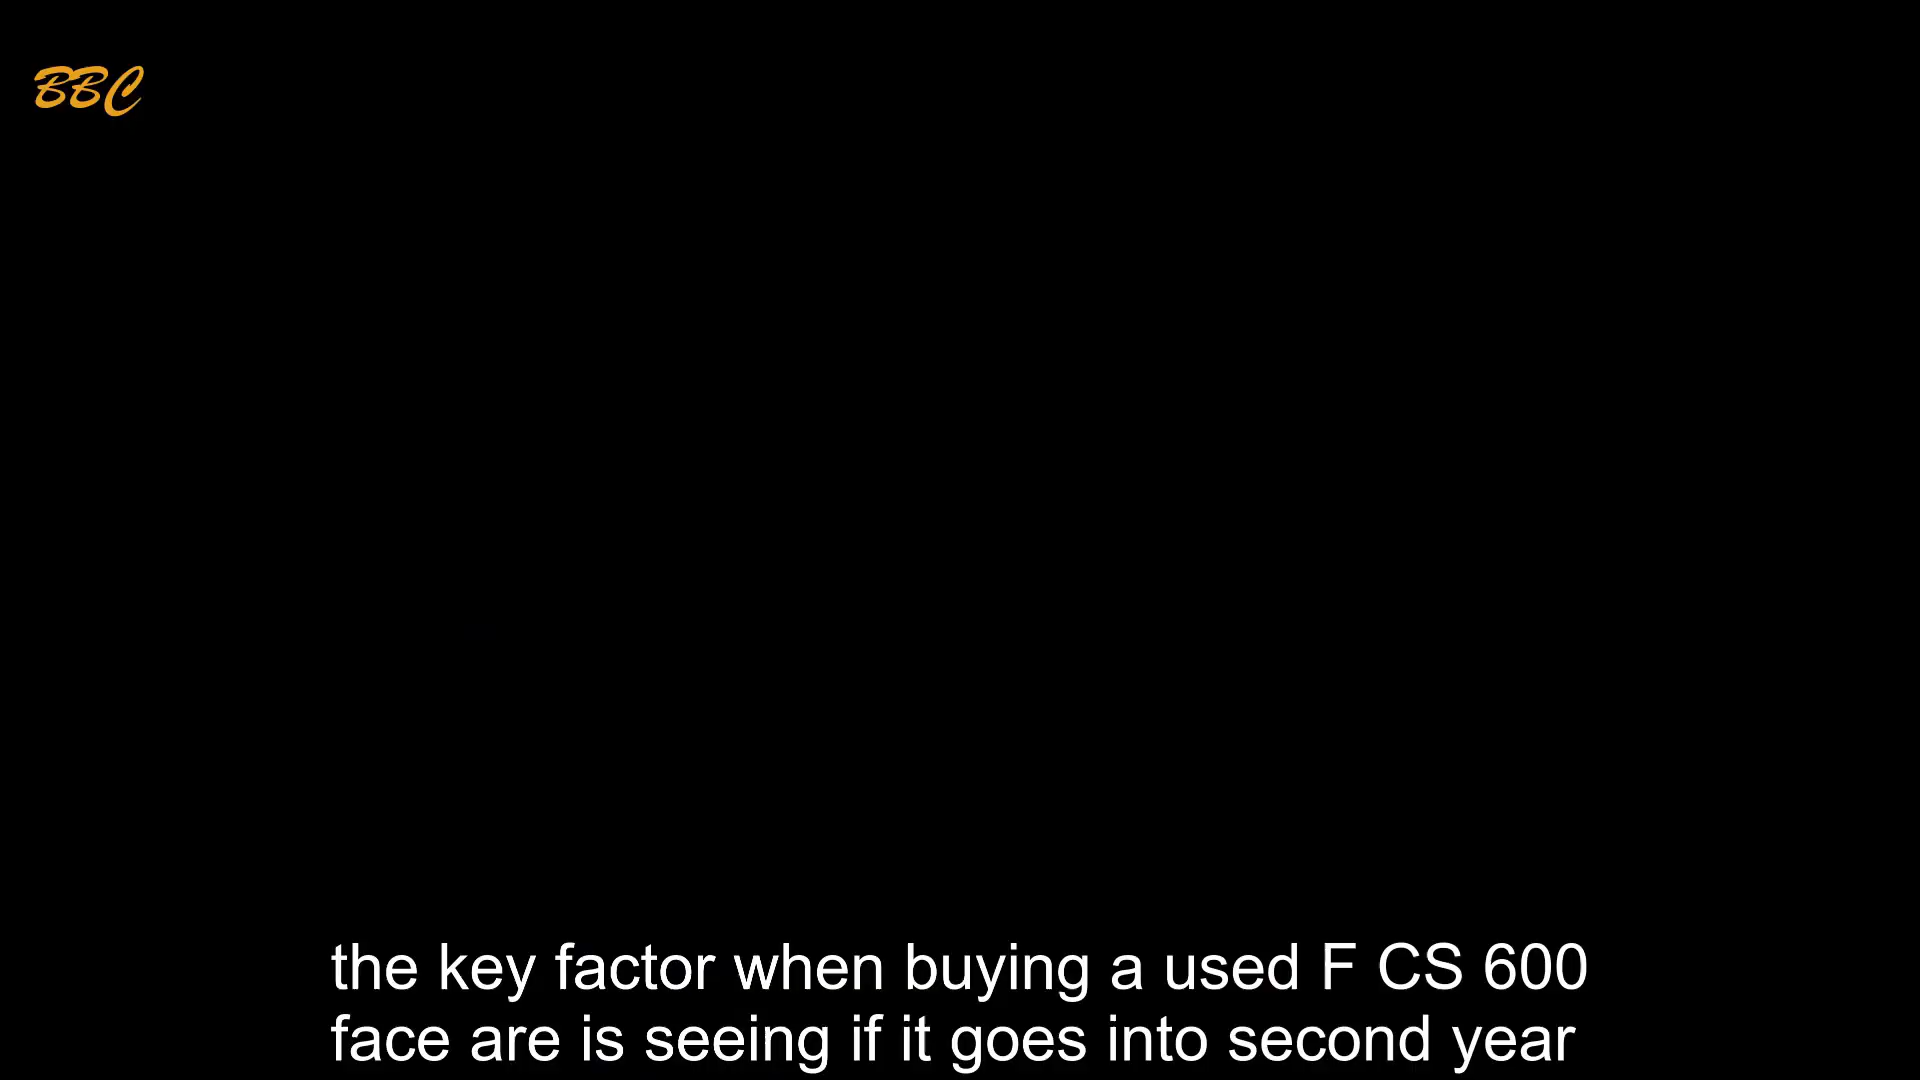 BBC
the key factor when buying a used F CS 600
face are is seeing if it goes into second year